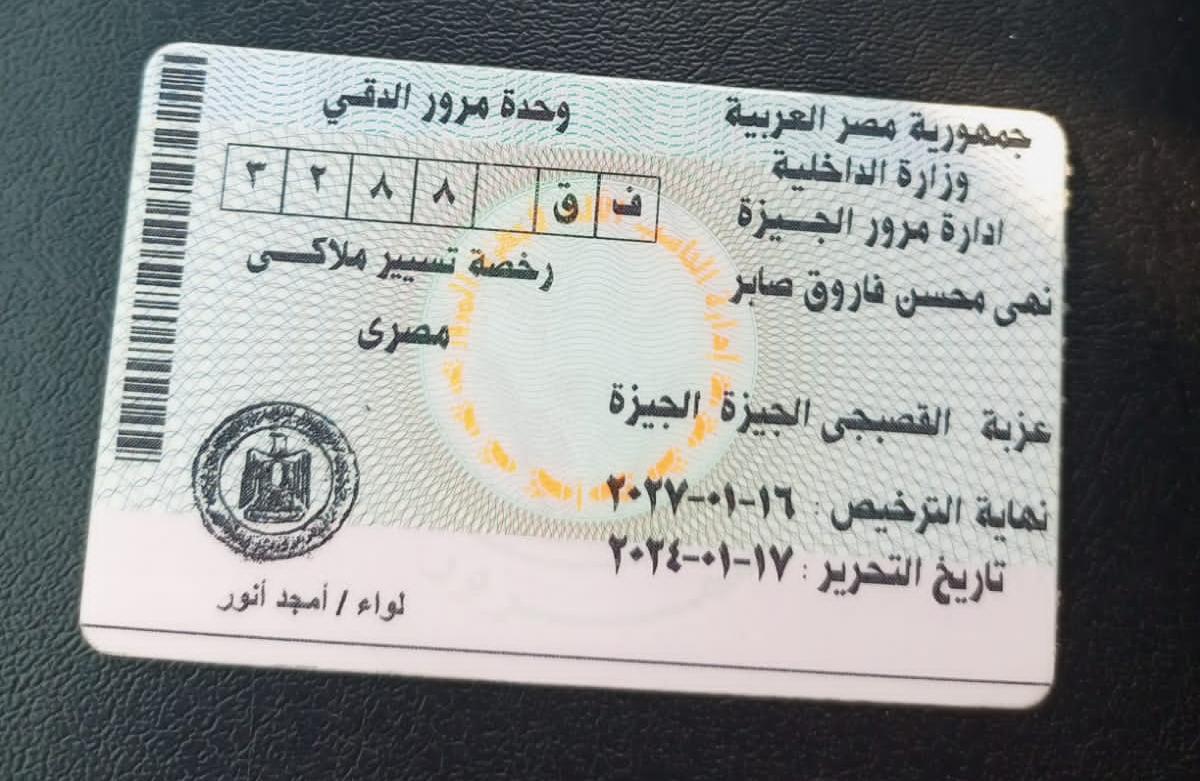 جمهورية مصر العربية
وزارة الداخلية
ادارة مرور الجيزة
وحدة مرور الدقي
ف ق ٨ ٨ ٢ ٣
نهى محسن فاروق صابر
رخصة تسيير ملاكى
مصرى
عزبة القصبجى الجيزة الجيزة
نهاية الترخيص : ١٦-٠١-٢٠٢٧
تاريخ التحرير : ١٧-٠١-٢٠٢٤
لواء / أمجد أنور